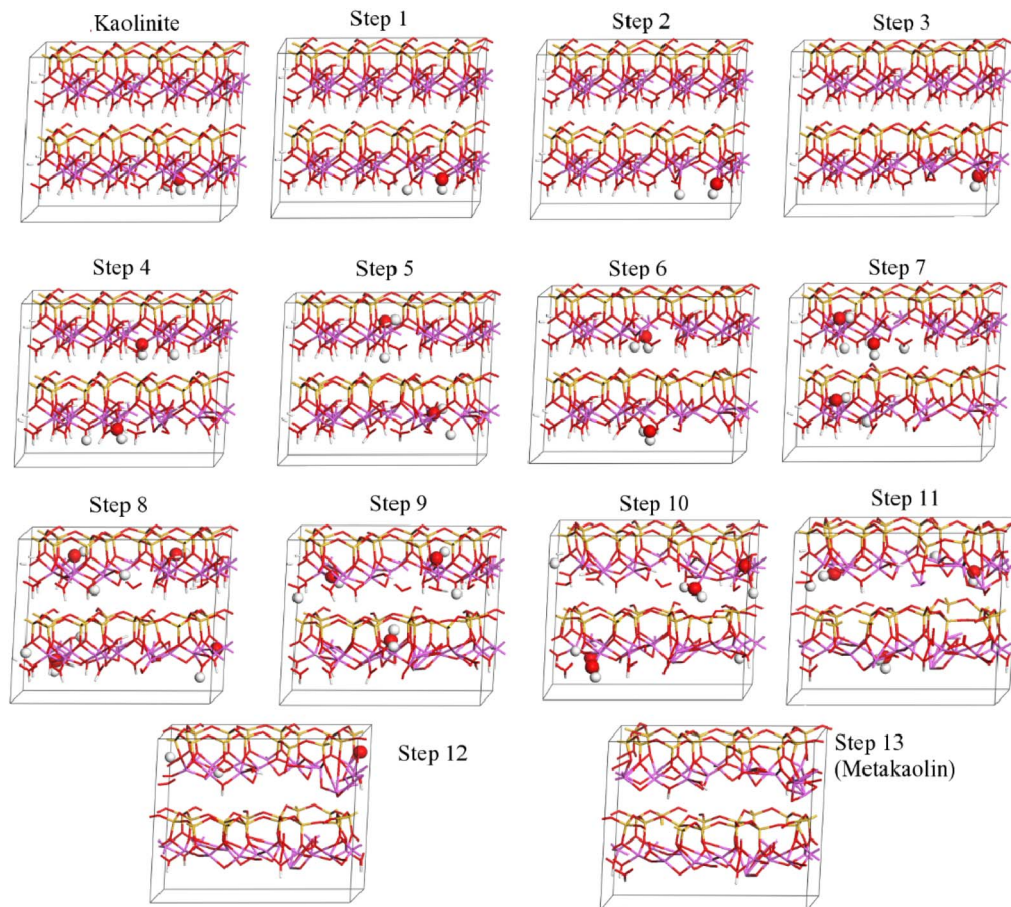 Kaolinite
Step 1
Step 2
Step 3
Step 4
Step 5
Step 6
Step 7
Step 8
Step 9
Step 10
Step 11
Step 12
Step 13
(Metakaolin)